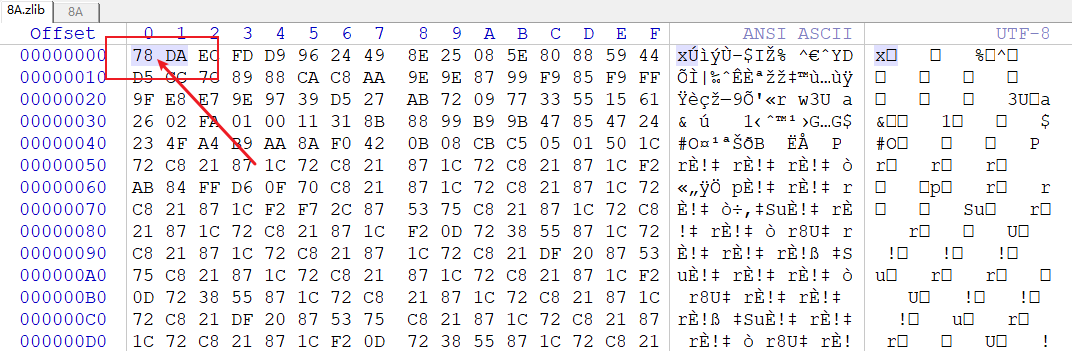 8A.zlib 8A
Offset 0 1 2 3 4 5 6 7 8 9 A B C D E F ANSI ASCII UTF-8
00000000 78 DA EC FD D9 96 24 49 8E 25 08 5E 80 88 59 44 xÚìýÙ–$IŽ% ^€ˆYD x□ □ %□^□
00000010 D5 CC 7C 89 88 CA C8 AA 9E 9E 87 99 F9 85 F9 FF ÕÌ|‰ˆÊÈªžž‡™ù…ùÿ
00000020 9F E8 E7 9E 97 39 D5 27 AB 72 09 77 33 55 15 61 Ÿèçž—9Õ'«r w3U a
00000030 26 02 FA 01 00 11 31 8B 88 99 B9 9B 47 85 47 24 & ú 1‹ˆ™¹›G…G$
00000040 23 4F A4 B9 AA 8A F0 42 0B 08 CB C5 05 01 50 1C #O¤¹ªŠðB ËÅ P
00000050 72 C8 21 87 1C 72 C8 21 87 1C 72 C8 21 87 1C F2 rÈ!‡ rÈ!‡ rÈ!‡ ò
00000060 AB 84 FF D6 0F 70 C8 21 87 1C 72 C8 21 87 1C 72 «„ÿÖ pÈ!‡ rÈ!‡ r
00000070 C8 21 87 1C F2 F7 2C 87 53 75 C8 21 87 1C 72 C8 È!‡ ò÷,‡SuÈ!‡ rÈ
00000080 21 87 1C 72 C8 21 87 1C F2 0D 72 38 55 87 1C 72 !‡ rÈ!‡ ò r8U‡ r
00000090 C8 21 87 1C 72 C8 21 87 1C 72 C8 21 DF 20 87 53 È!‡ rÈ!‡ rÈ!ß ‡S
000000A0 75 C8 21 87 1C 72 C8 21 87 1C 72 C8 21 87 1C F2 uÈ!‡ rÈ!‡ rÈ!‡ ò
000000B0 0D 72 38 55 87 1C 72 C8 21 87 1C 72 C8 21 87 1C r8U‡ rÈ!‡ rÈ!‡
000000C0 72 C8 21 DF 20 87 53 75 C8 21 87 1C 72 C8 21 87 rÈ!ß ‡SuÈ!‡ rÈ!‡
000000D0 1C 72 C8 21 87 1C F2 0D 72 38 55 87 1C 72 C8 21 rÈ!‡ ò r8U‡ rÈ!